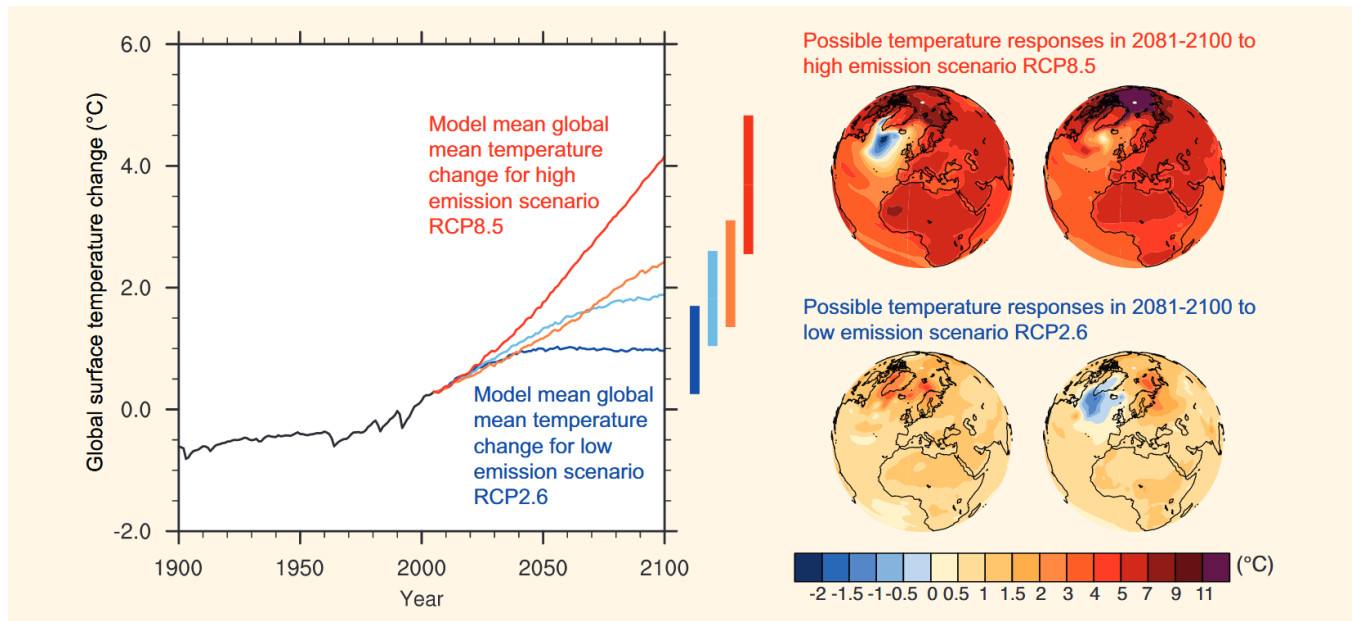 Global surface temperature change (°C)
6.0
4.0
2.0
0.0
-2.0
1900
1950
2000
2050
2100
Year
Model mean global
mean temperature
change for high
emission scenario
RCP8.5
Model mean global
mean temperature
change for low
emission scenario
RCP2.6
Possible temperature responses in 2081-2100 to
high emission scenario RCP8.5
Possible temperature responses in 2081-2100 to
low emission scenario RCP2.6
-2 -1.5 -1 -0.5 0 0.5 1 1.5 2 3 4 5 7 9 11 (°C)